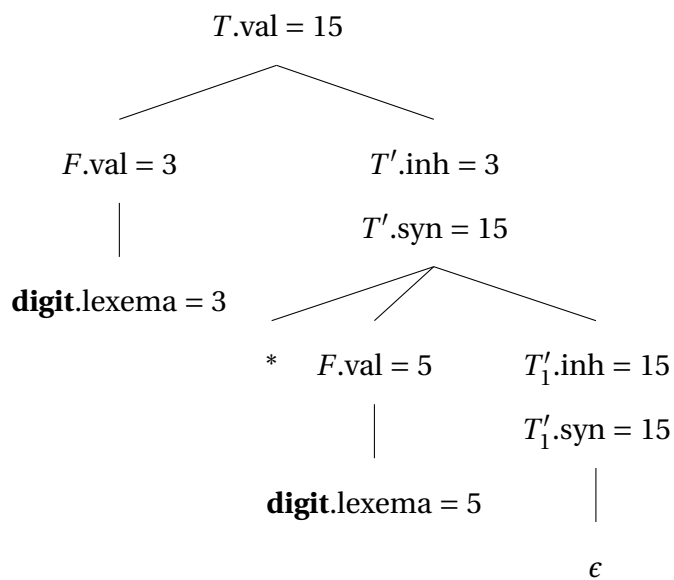 T.val = 15
F.val = 3 T′.inh = 3
T′.syn = 15
digit.lexema = 3
* F.val = 5 T′₁.inh = 15
T′₁.syn = 15
digit.lexema = 5
ϵ